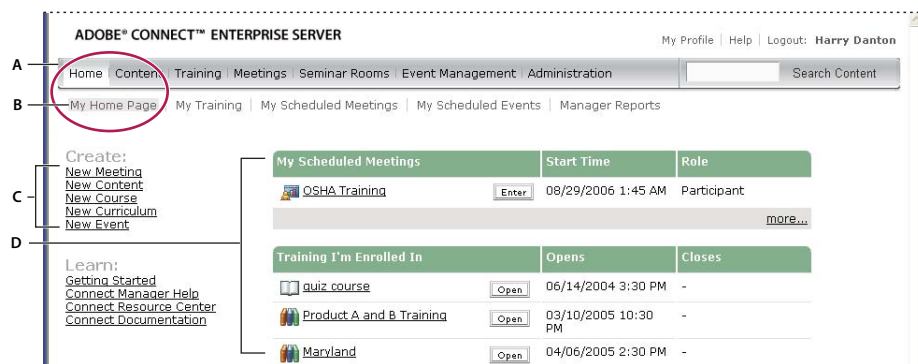 ADOBE® CONNECT™ ENTERPRISE SERVER
My Profile | Help | Logout: Harry Danton
A
Home Content Training Meetings Seminar Rooms Event Management Administration Search Content
B
My Home Page My Training | My Scheduled Meetings | My Scheduled Events | Manager Reports
Create:
New Meeting
New Content
New Course
New Curriculum
New Event
C
D
My Scheduled Meetings Start Time Role
OSHA Training Enter 08/29/2006 1:45 AM Participant
more...
Learn:
Getting Started
Connect Manager Help
Connect Resource Center
Connect Documentation
Training I'm Enrolled In Opens Closes
quiz course Open 06/14/2004 3:30 PM -
Product A and B Training Open 03/10/2005 10:30 -
PM
Maryland Open 04/06/2005 2:30 PM -